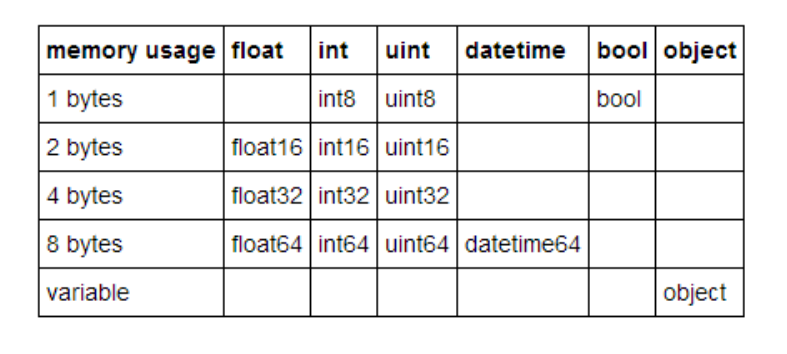 memory usage float int uint datetime bool object
1 bytes int8 uint8 bool
2 bytes float16 int16 uint16
4 bytes float32 int32 uint32
8 bytes float64 int64 uint64 datetime64
variable object